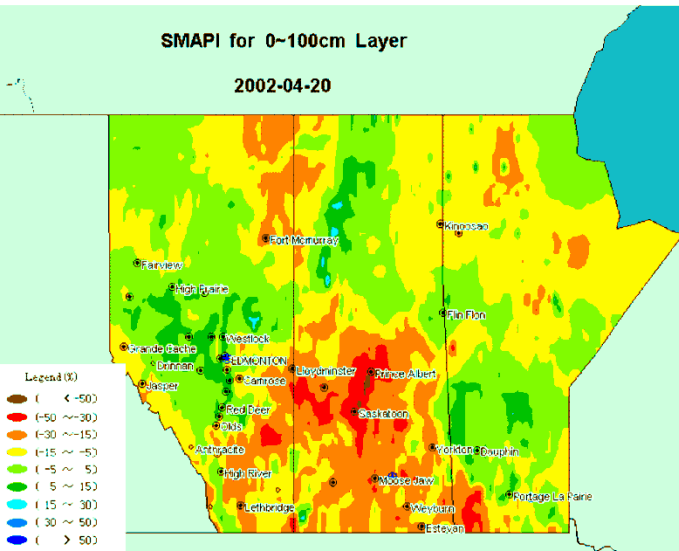 SMAPI for 0~100cm Layer
2002-04-20
Kinoosao
Fort Mcmurray
Fairview
High Prairie
Flin Flon
Westlock
Grande Cache
EDMONTON
Drinnan
Lloydminster
Prince Albert
Camrose
Jasper
Red Deer
Saskatoon
Olds
Anthracite
Yorkton
Dauphin
High River
Moose Jaw
Portage La Pairie
Lethbridge
Weyburn
Estevan
Legend(%)
( < -50)
(-50 ~ -30)
(-30 ~ -15)
(-15 ~ -5)
(-5 ~ 5)
( 5 ~ 15)
( 15 ~ 30)
( 30 ~ 50)
( > 50)